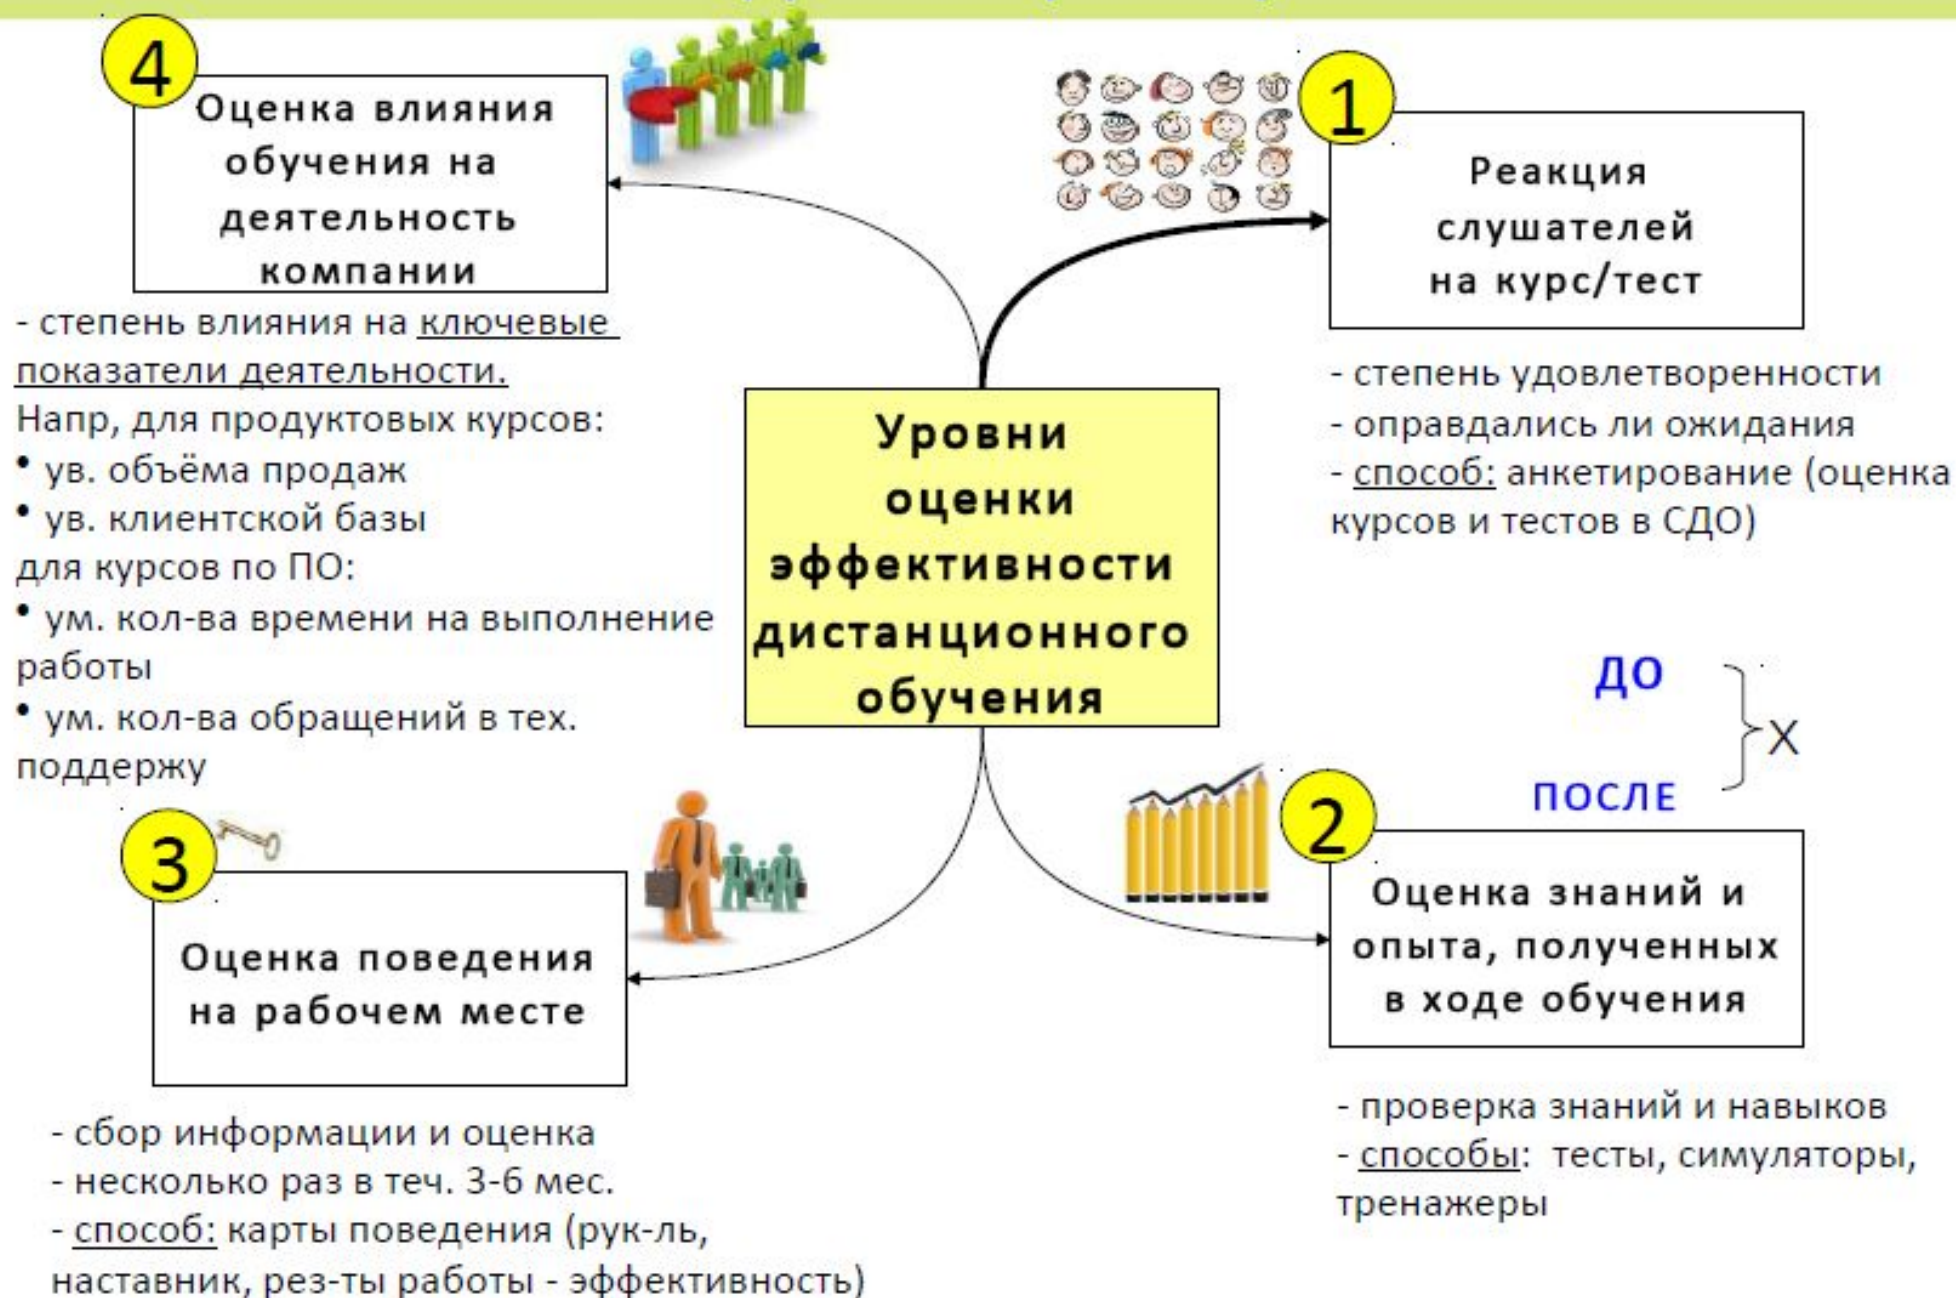 4
Оценка влияния
обучения на
деятельность
компании
- степень влияния на ключевые
показатели деятельности.
Напр, для продуктовых курсов:
• ув. объёма продаж
• ув. клиентской базы
для курсов по ПО:
• ум. кол-ва времени на выполнение
работы
• ум. кол-ва обращений в тех.
поддержу
1
Реакция
слушателей
на курс/тест
- степень удовлетворенности
- оправдались ли ожидания
- способ: анкетирование (оценка
курсов и тестов в СДО)
Уровни
оценки
эффективности
дистанционного
обучения
ДО
Х
ПОСЛЕ
3
Оценка поведения
на рабочем месте
- сбор информации и оценка
- несколько раз в теч. 3-6 мес.
- способ: карты поведения (рук-ль,
наставник, рез-ты работы - эффективность)
2
Оценка знаний и
опыта, полученных
в ходе обучения
- проверка знаний и навыков
- способы: тесты, симуляторы,
тренажеры